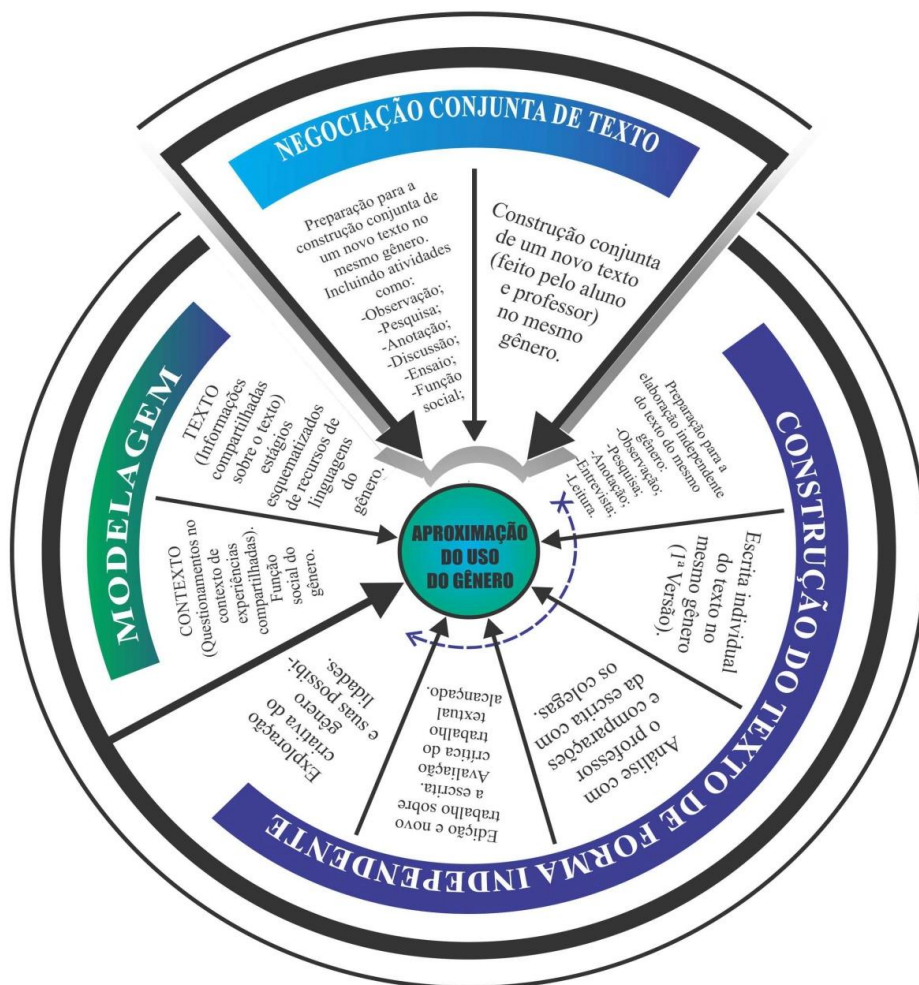 NEGOCIAÇÃO CONJUNTA DE TEXTO
Preparação para a
construção conjunta de
um novo texto no
mesmo gênero.
Incluindo atividades
como:
-Observação;
-Pesquisa;
-Anotação;
-Discussão;
-Ensaio;
-Função
social;
Construção conjunta
de um novo texto
(feito pelo aluno
e professor)
no mesmo
gênero.
MODELAGEM
TEXTO
(Informações
compartilhadas
sobre o texto)
estágios
esquematizados
de recursos de
linguagens
do
gênero.
CONTEXTO
(Questionamentos no
contexto de
experiências
compartilhadas).
Função
social do
gênero.
APROXIMAÇÃO
DO USO
DO GÊNERO
CONSTRUÇÃO DO TEXTO DE FORMA INDEPENDENTE
Preparação para a
elaboração independente
do texto do mesmo
gênero:
-Observação;
-Pesquisa;
-Anotação;
-Entrevista;
-Leitura.
Escrita individual
do texto no
mesmo gênero
(1ª Versão).
Análise com
o professor
e comparações
da escrita com
os colegas.
Edição e novo
trabalho sobre
a escrita.
Avaliação
crítica do
trabalho
textual
alcançado.
Exploração
criativa do
gênero
e suas possibi-
lidades.